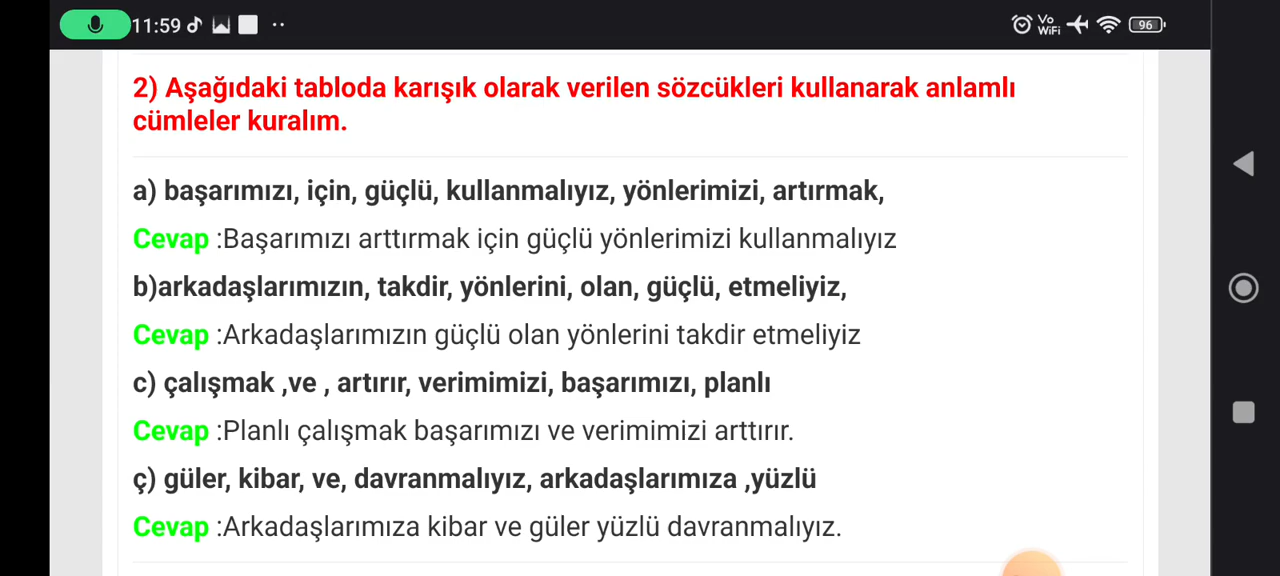 11:59
Vo
WiFi
96
2) Aşağıdaki tabloda karışık olarak verilen sözcükleri kullanarak anlamlı
cümleler kuralım.
a) başarımızı, için, güçlü, kullanmalıyız, yönlerimizi, artırmak,
Cevap :Başarımızı arttırmak için güçlü yönlerimizi kullanmalıyız
b)arkadaşlarımızın, takdir, yönlerini, olan, güçlü, etmeliyiz,
Cevap :Arkadaşlarımızın güçlü olan yönlerini takdir etmeliyiz
c) çalışmak ,ve , artırır, verimimizi, başarımızı, planlı
Cevap :Planlı çalışmak başarımızı ve verimimizi arttırır.
ç) güler, kibar, ve, davranmalıyız, arkadaşlarımıza ,yüzlü
Cevap :Arkadaşlarımıza kibar ve güler yüzlü davranmalıyız.